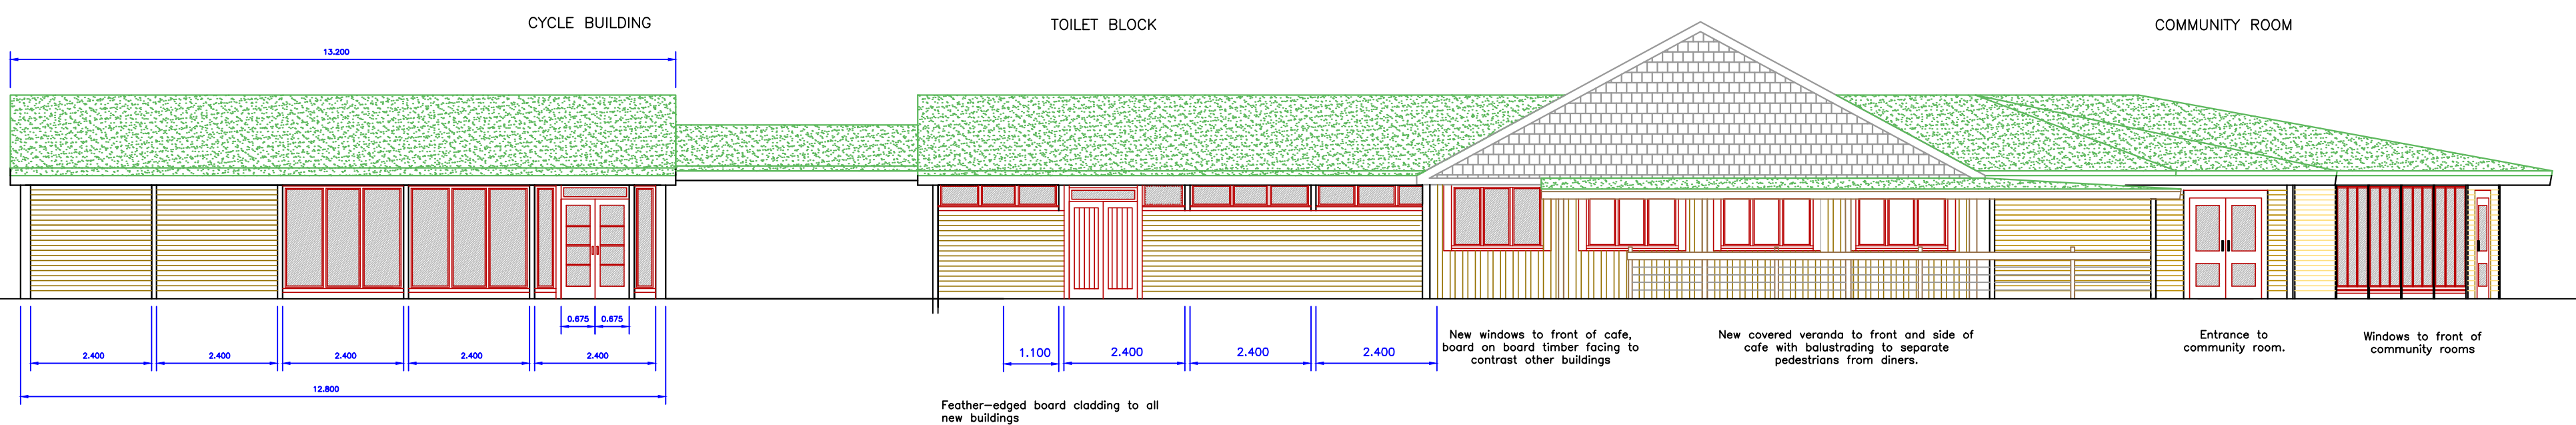 CYCLE BUILDING
TOILET BLOCK
COMMUNITY ROOM
13.200
0.675
0.675
2.400
2.400
2.400
2.400
2.400
12.800
1.100
2.400
2.400
2.400
Feather-edged board cladding to all
new buildings
New windows to front of cafe,
board on board timber facing to
contrast other buildings
New covered veranda to front and side of
cafe with balustrading to separate
pedestrians from diners.
Entrance to
community room.
Windows to front of
community rooms